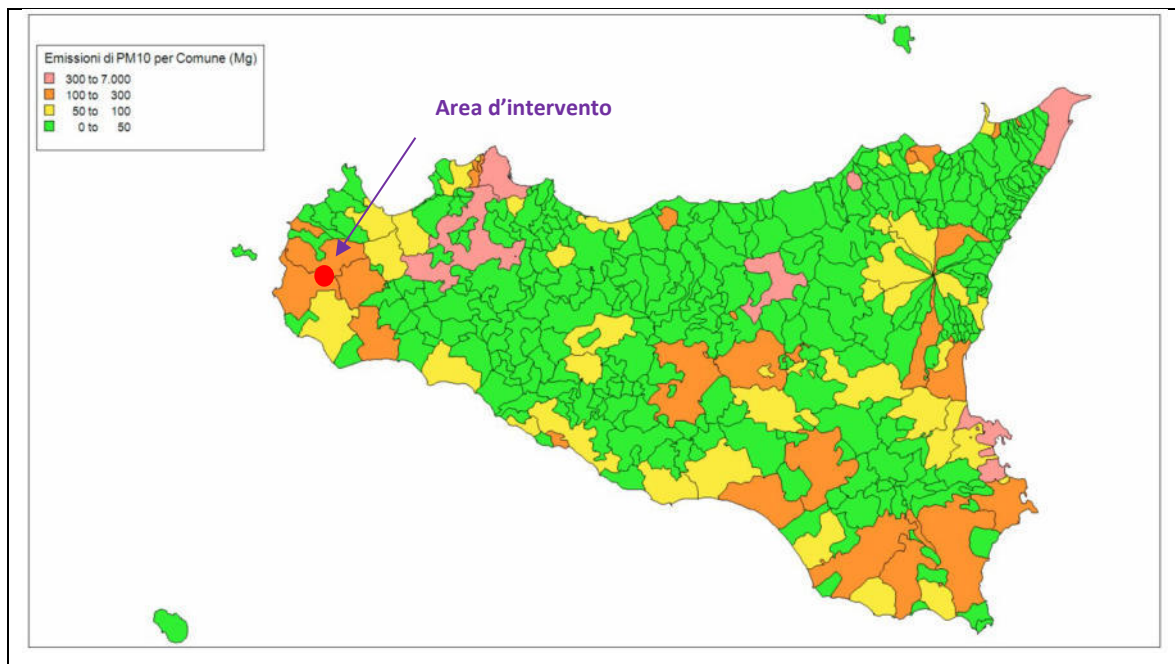 Emissioni di PM10 per Comune (Mg)
300 to 7.000
100 to 300
50 to 100
0 to 50
Area d’intervento